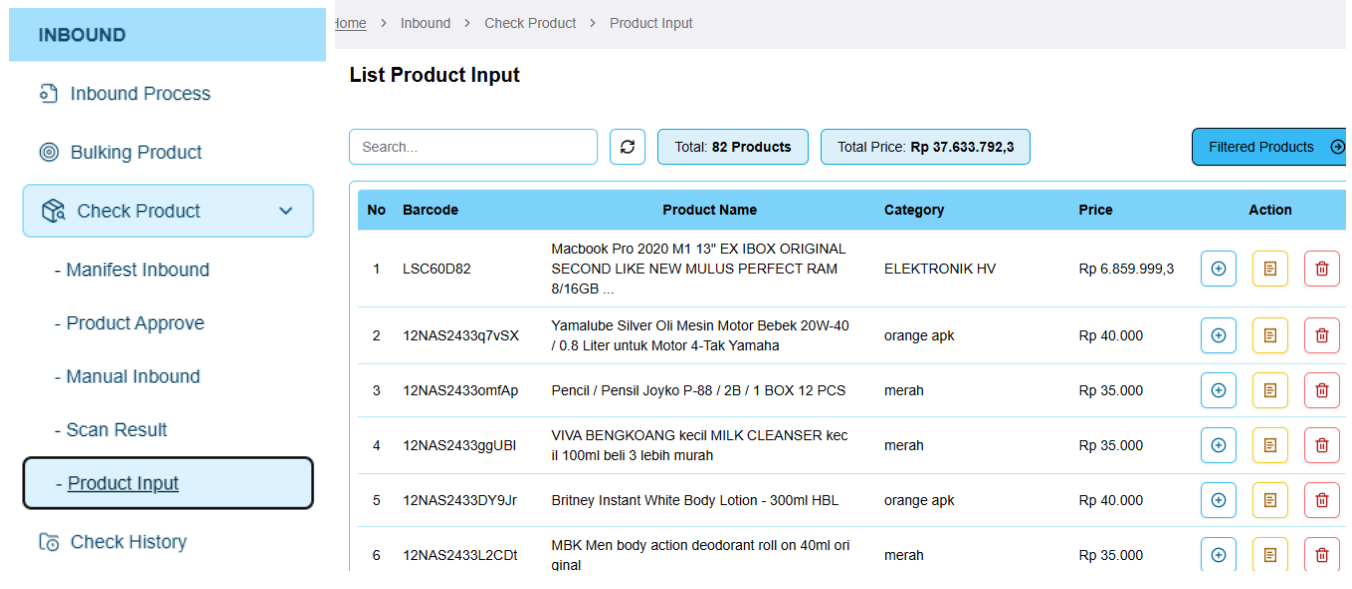 INBOUND
Inbound Process
Bulking Product
Check Product
- Manifest Inbound
- Product Approve
- Manual Inbound
- Scan Result
- Product Input
Check History
Home > Inbound > Check Product > Product Input
List Product Input
Search...
Total: 82 Products
Total Price: Rp 37.633.792,3
Filtered Products
No Barcode Product Name Category Price Action
1 LSC60D82 Macbook Pro 2020 M1 13" EX IBOX ORIGINAL
SECOND LIKE NEW MULUS PERFECT RAM
8/16GB ...
ELEKTRONIK HV Rp 6.859.999,3
2 12NAS2433q7vSX Yamalube Silver Oli Mesin Motor Bebek 20W-40
/ 0.8 Liter untuk Motor 4-Tak Yamaha
orange apk Rp 40.000
3 12NAS2433omfAp Pencil / Pensil Joyko P-88 / 2B / 1 BOX 12 PCS merah Rp 35.000
4 12NAS2433ggUBI VIVA BENGKOANG kecil MILK CLEANSER kec
il 100ml beli 3 lebih murah
merah Rp 35.000
5 12NAS2433DY9Jr Britney Instant White Body Lotion - 300ml HBL orange apk Rp 40.000
6 12NAS2433L2CDt MBK Men body action deodorant roll on 40ml ori
ginal
merah Rp 35.000